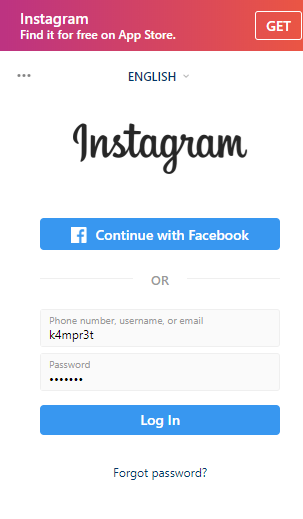 Instagram
Find it for free on App Store.
GET
ENGLISH
Instagram
Continue with Facebook
OR
Phone number, username, or email
k4mpr3t
Password
•••••••
Log In
Forgot password?